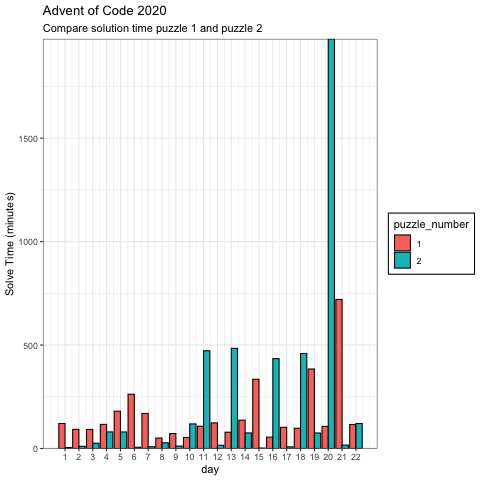 Advent of Code 2020
Compare solution time puzzle 1 and puzzle 2
1500
1000
500
0
Solve Time (minutes)
1 2 3 4 5 6 7 8 9 10 11 12 13 14 15 16 17 18 19 20 21 22
day
puzzle_number
1
2